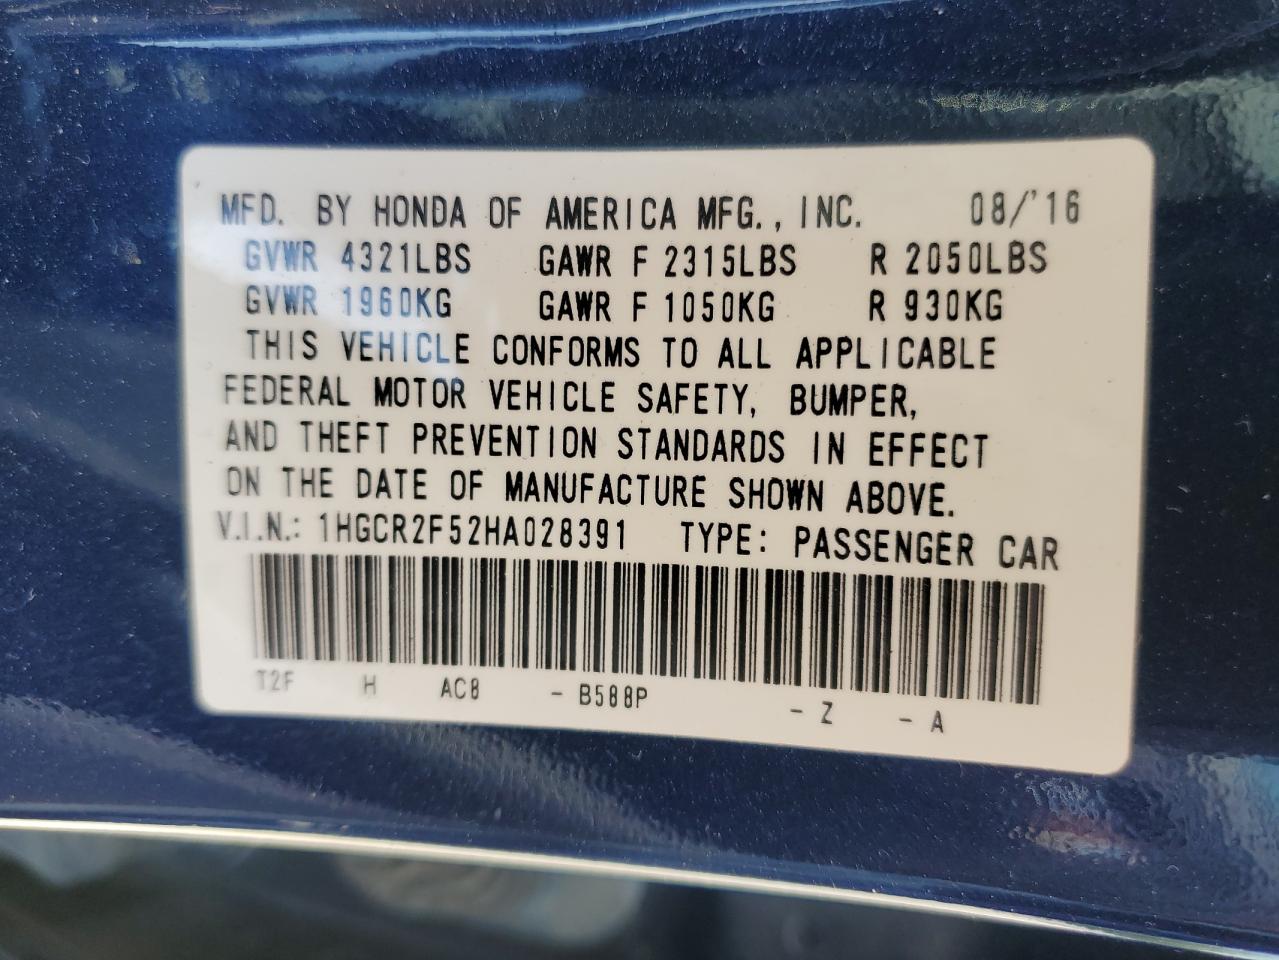 MFD. BY HONDA OF AMERICA MFG., INC. 08/'16
GVWR 4321LBS GAWR F 2315LBS R 2050LBS
GVWR 1960KG GAWR F 1050KG R 930KG
THIS VEHICLE CONFORMS TO ALL APPLICABLE
FEDERAL MOTOR VEHICLE SAFETY, BUMPER,
AND THEFT PREVENTION STANDARDS IN EFFECT
ON THE DATE OF MANUFACTURE SHOWN ABOVE.
V.I.N.: 1HGCR2F52HA028391 TYPE: PASSENGER CAR
T2F H AC8 - B588P - Z - A